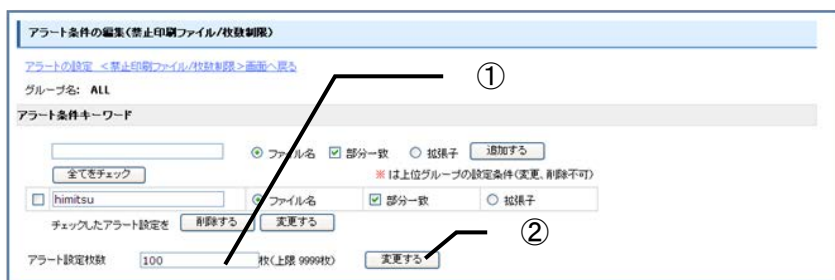 アラート条件の編集(禁止印刷ファイル/枚数制限)
アラートの設定 <禁止印刷ファイル/枚数制限>画面へ戻る
①
グループ名: ALL
アラート条件キーワード
ファイル名 部分一致 拡張子 追加する
全てをチェック ※は上位グループの設定条件(変更、削除不可)
himitsu ファイル名 部分一致 拡張子
チェックしたアラート設定を 削除する 変更する
②
アラート設定枚数 100 枚(上限 9999枚) 変更する